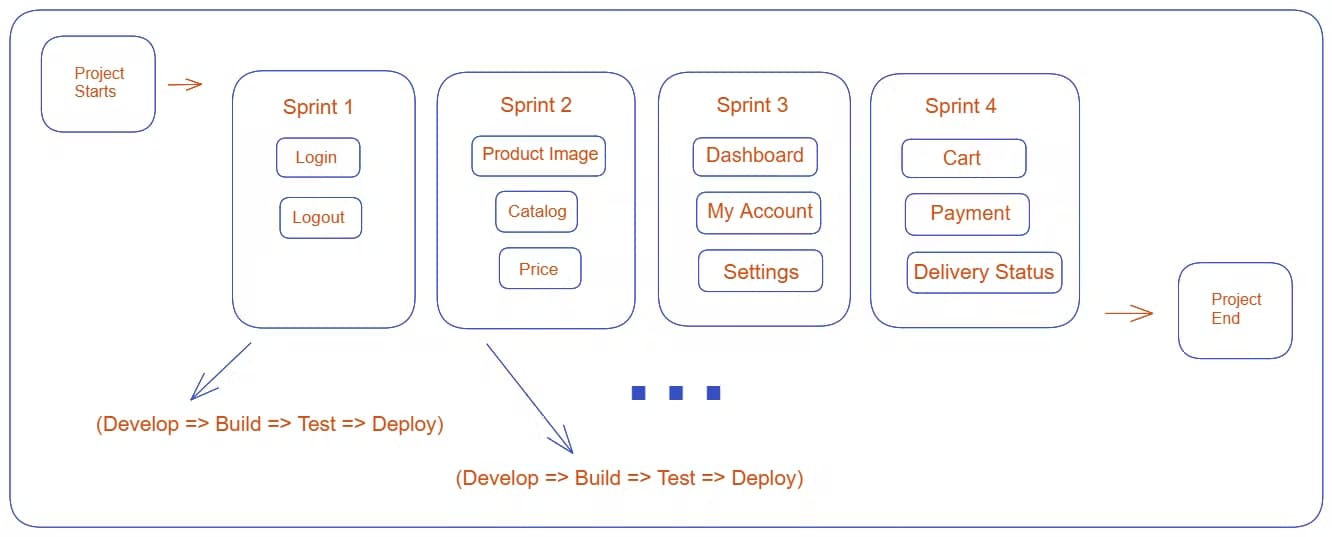 Project
Starts
Sprint 1
Login
Logout
Sprint 2
Product Image
Catalog
Price
Sprint 3
Dashboard
My Account
Settings
Sprint 4
Cart
Payment
Delivery Status
Project
End
(Develop => Build => Test => Deploy)
(Develop => Build => Test => Deploy)